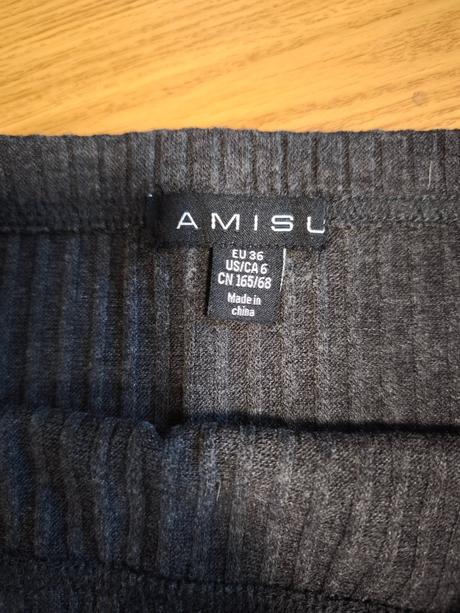 AMISU
EU 36
US/CA 6
CN 165/68
Made in
china